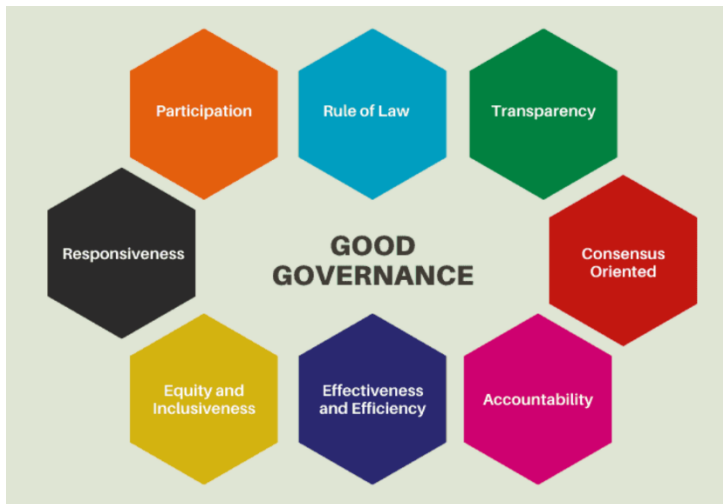 Participation
Rule of Law
Transparency
Responsiveness
GOOD
GOVERNANCE
Consensus
Oriented
Equity and
Inclusiveness
Effectiveness
and Efficiency
Accountability